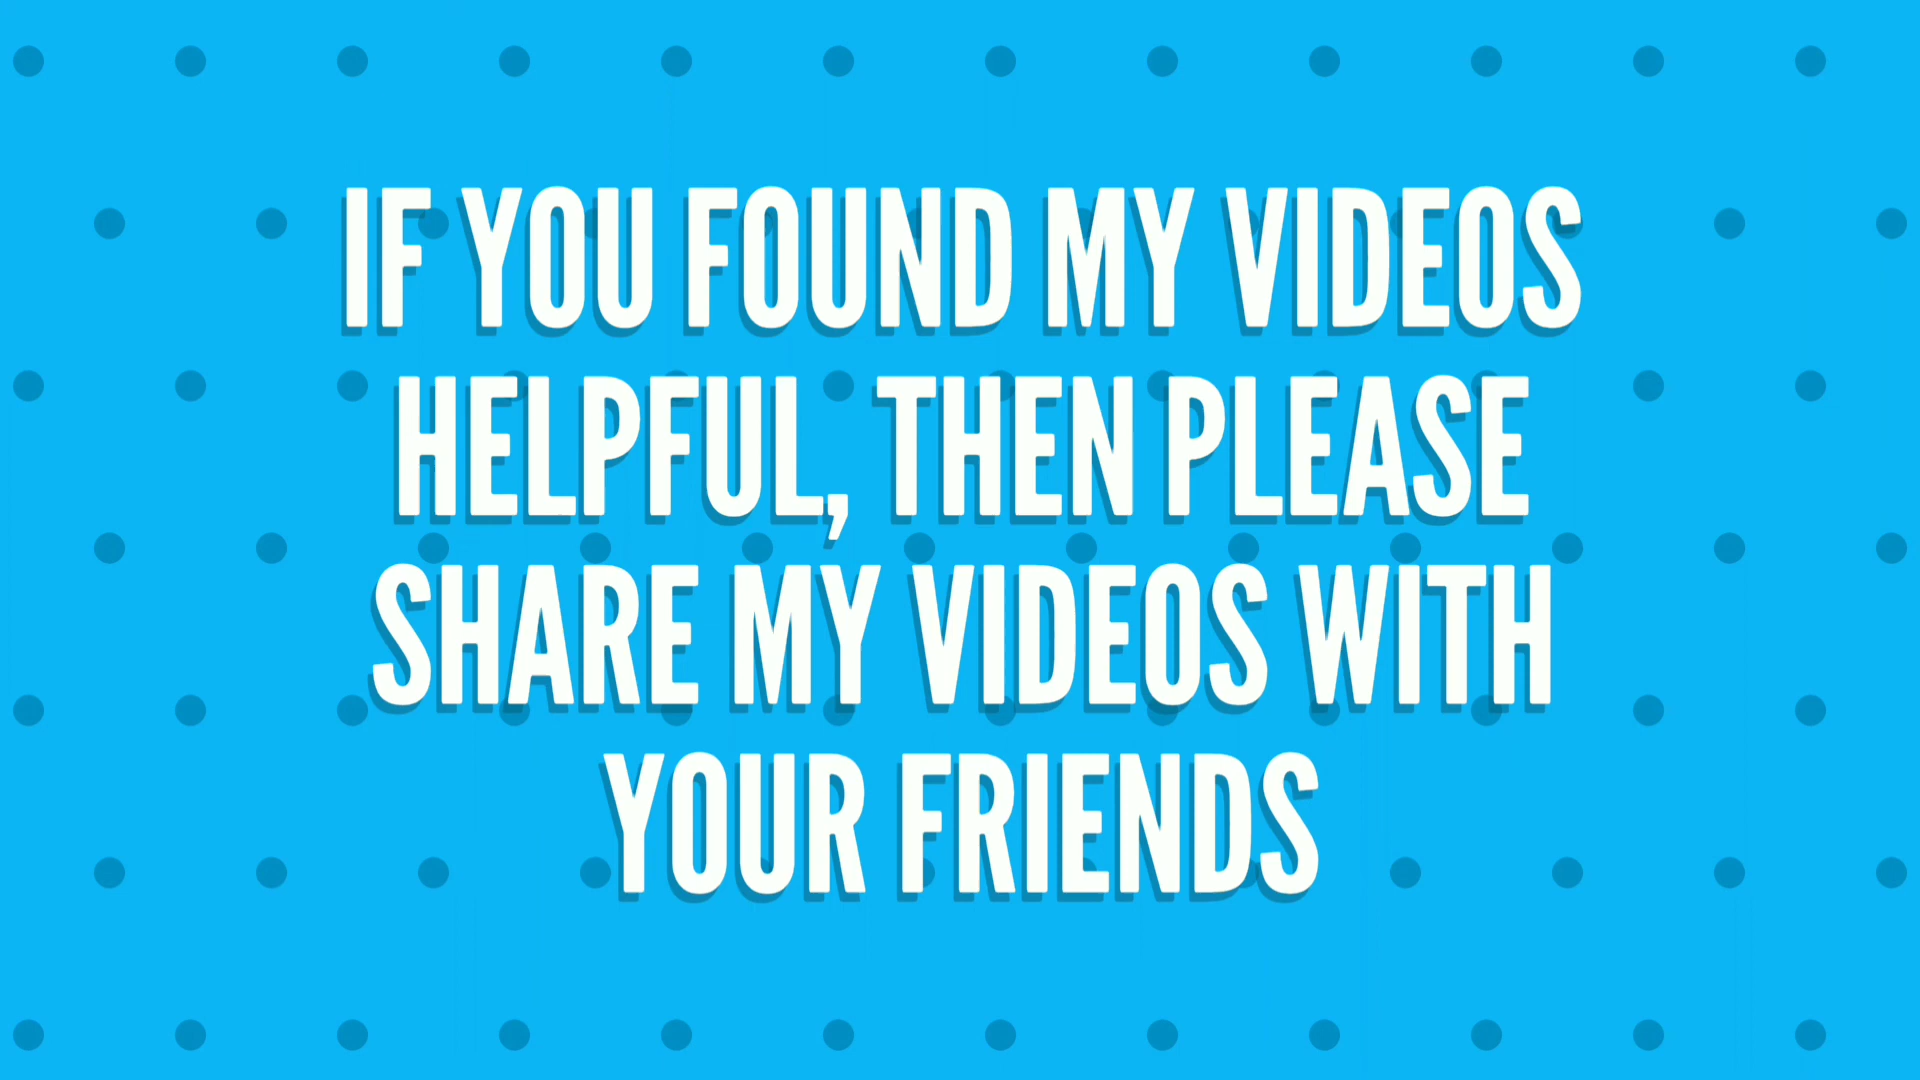 IF YOU FOUND MY VIDEOS
HELPFUL, THEN PLEASE
SHARE MY VIDEOS WITH
YOUR FRIENDS